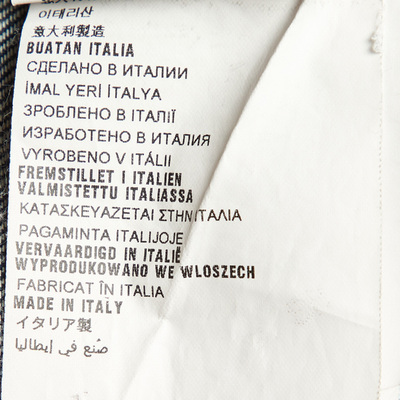 이태리산
意大利製造
BUATAN ITALIA
СДЕЛАНО В ИТАЛИИ
İMAL YERİ İTALYA
ЗРОБЛЕНО В ІТАЛІЇ
ИЗРАБОТЕНО В ИТАЛИЯ
VYROBENO V ITÁLII
FREMSTILLET I ITALIEN
VALMISTETTU ITALIASSA
ΚΑΤΑΣΚΕΥΑΖΕΤΑΙ ΣΤΗΝ ΙΤΑΛΙΑ
PAGAMINTA ITALIJOJE
VERVAARDIGD IN ITALIË
WYPRODUKOWANO WE WLOSZECH
FABRICAT ÎN ITALIA
MADE IN ITALY
イタリア製
صُنع في إيطاليا